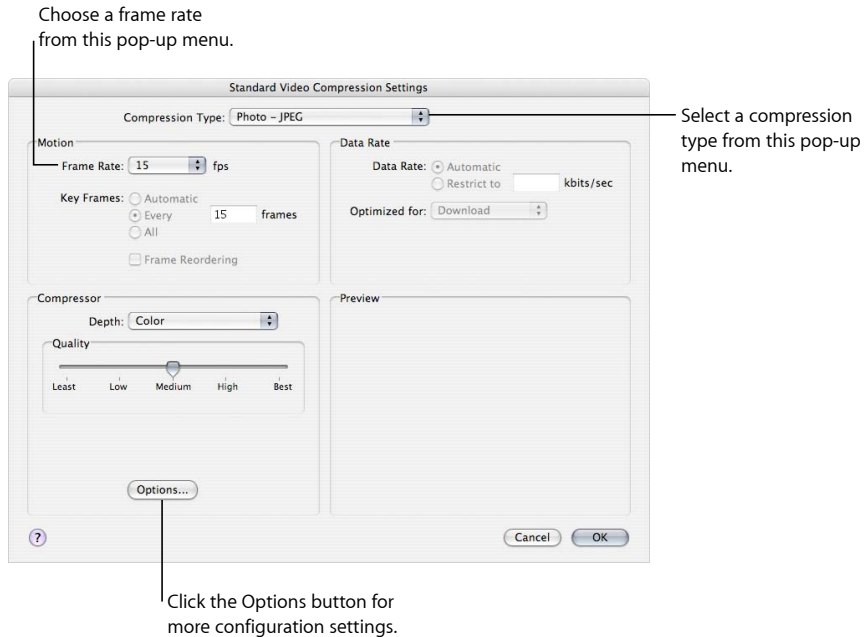 Choose a frame rate
from this pop-up menu.
Standard Video Compression Settings
Compression Type: Photo – JPEG
Select a compression
type from this pop-up
menu.
Motion
Frame Rate: 15 fps
Key Frames: Automatic
Every 15 frames
All
Frame Reordering
Data Rate
Data Rate: Automatic
Restrict to kbits/sec
Optimized for: Download
Compressor
Depth: Color
Quality
Least Low Medium High Best
Options...
Preview
?
Cancel OK
Click the Options button for
more configuration settings.